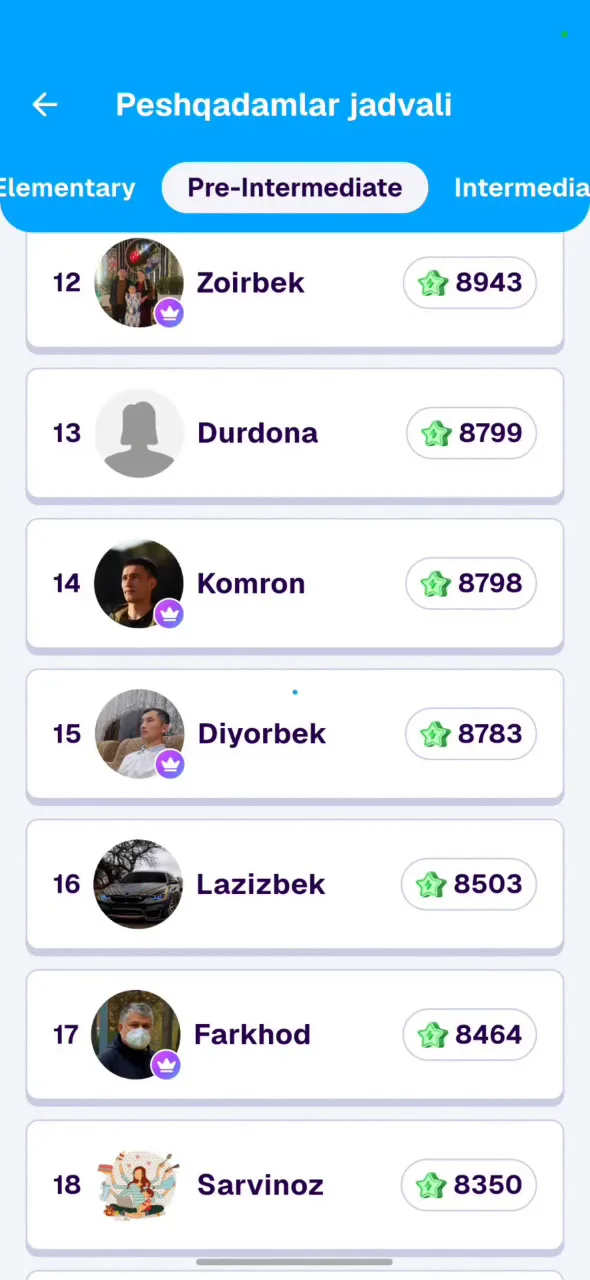 Peshqadamlar jadvali
Elementary Pre-Intermediate Intermedia
12 Zoirbek 8943
13 Durdona 8799
14 Komron 8798
15 Diyorbek 8783
16 Lazizbek 8503
17 Farkhod 8464
18 Sarvinoz 8350